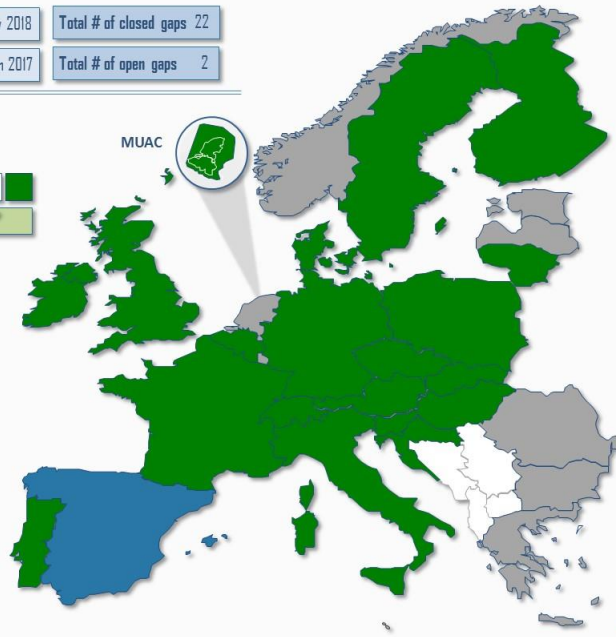 2018
Total # of closed gaps 22
2017
Total # of open gaps 2
MUAC